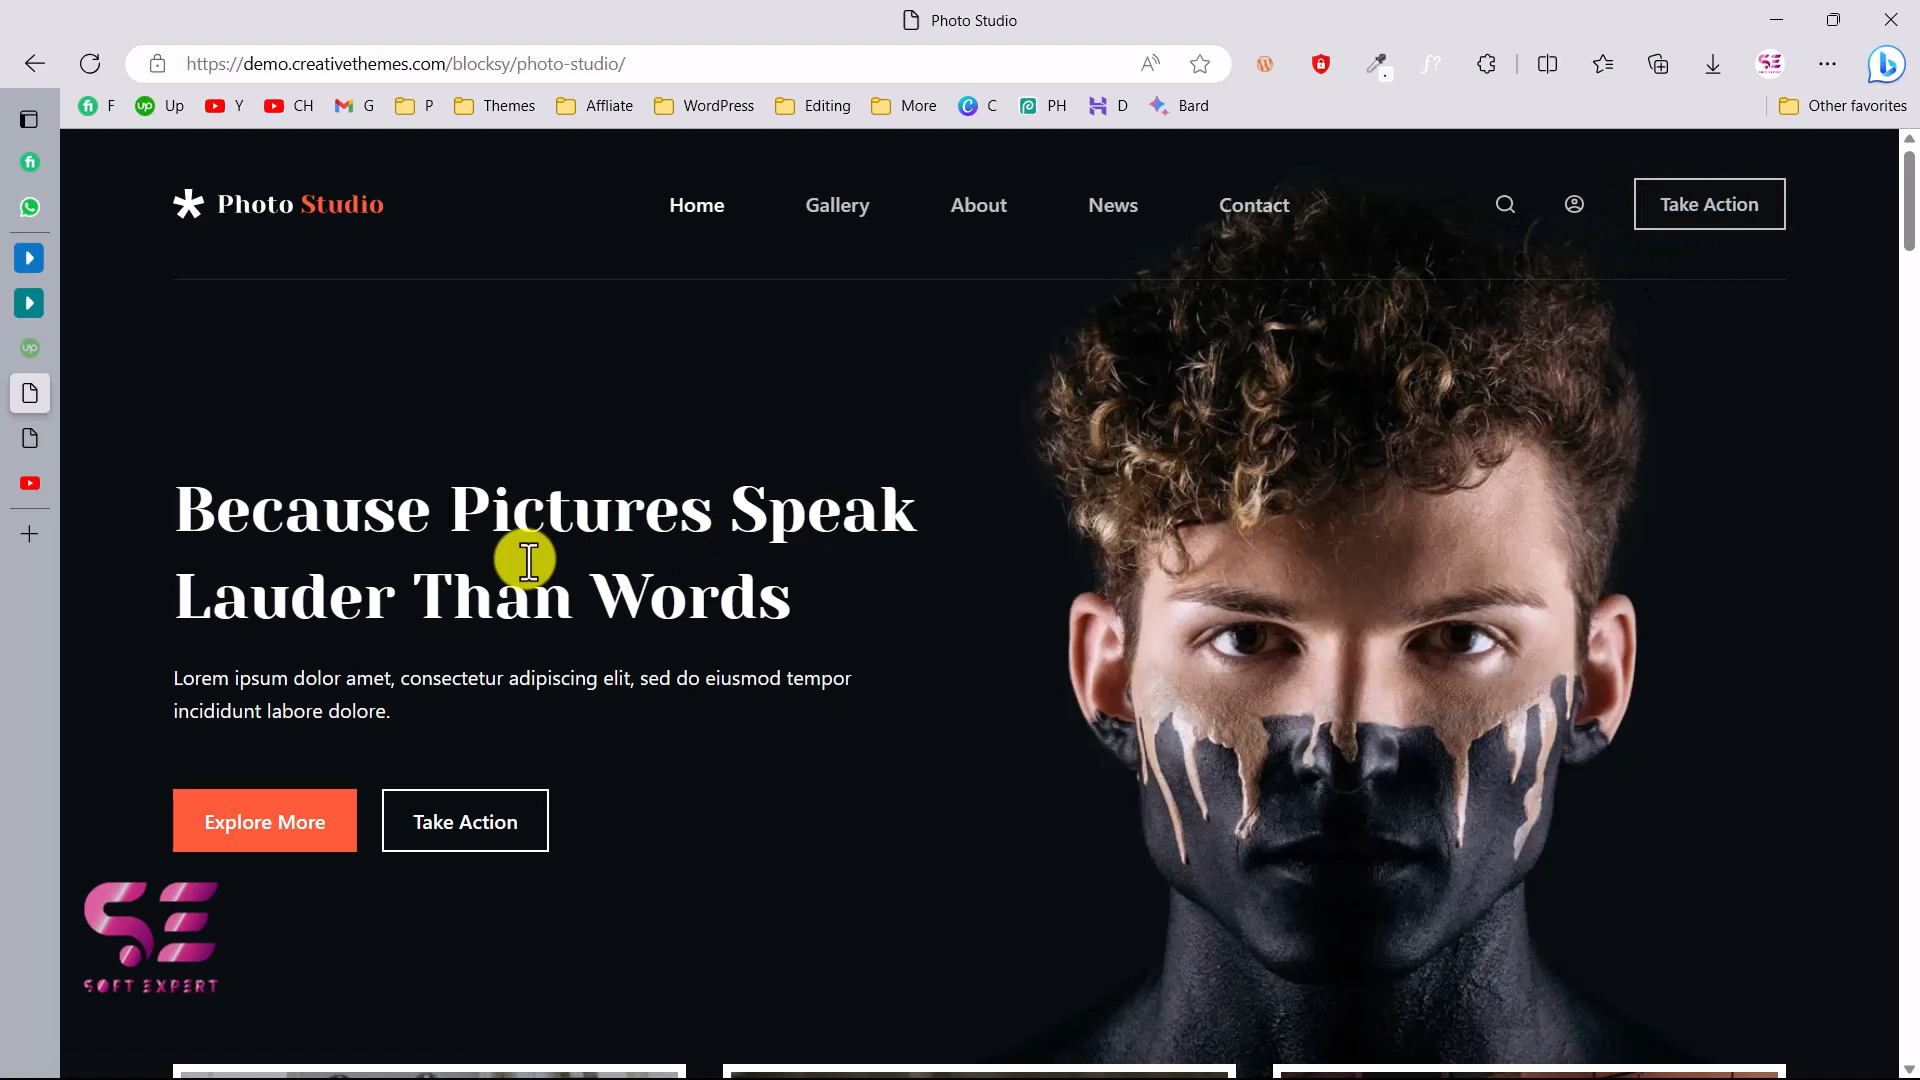 Photo Studio
https://demo.creativethemes.com/blocksy/photo-studio/
F Up Y CH G P Themes Affliate WordPress Editing More C PH D Bard Other favorites
Photo Studio Home Gallery About News Contact Take Action
Because Pictures Speak
Lauder Than Words
Lorem ipsum dolor amet, consectetur adipiscing elit, sed do eiusmod tempor
incididunt labore dolore.
Explore More Take Action
SE
SOFT EXPERT